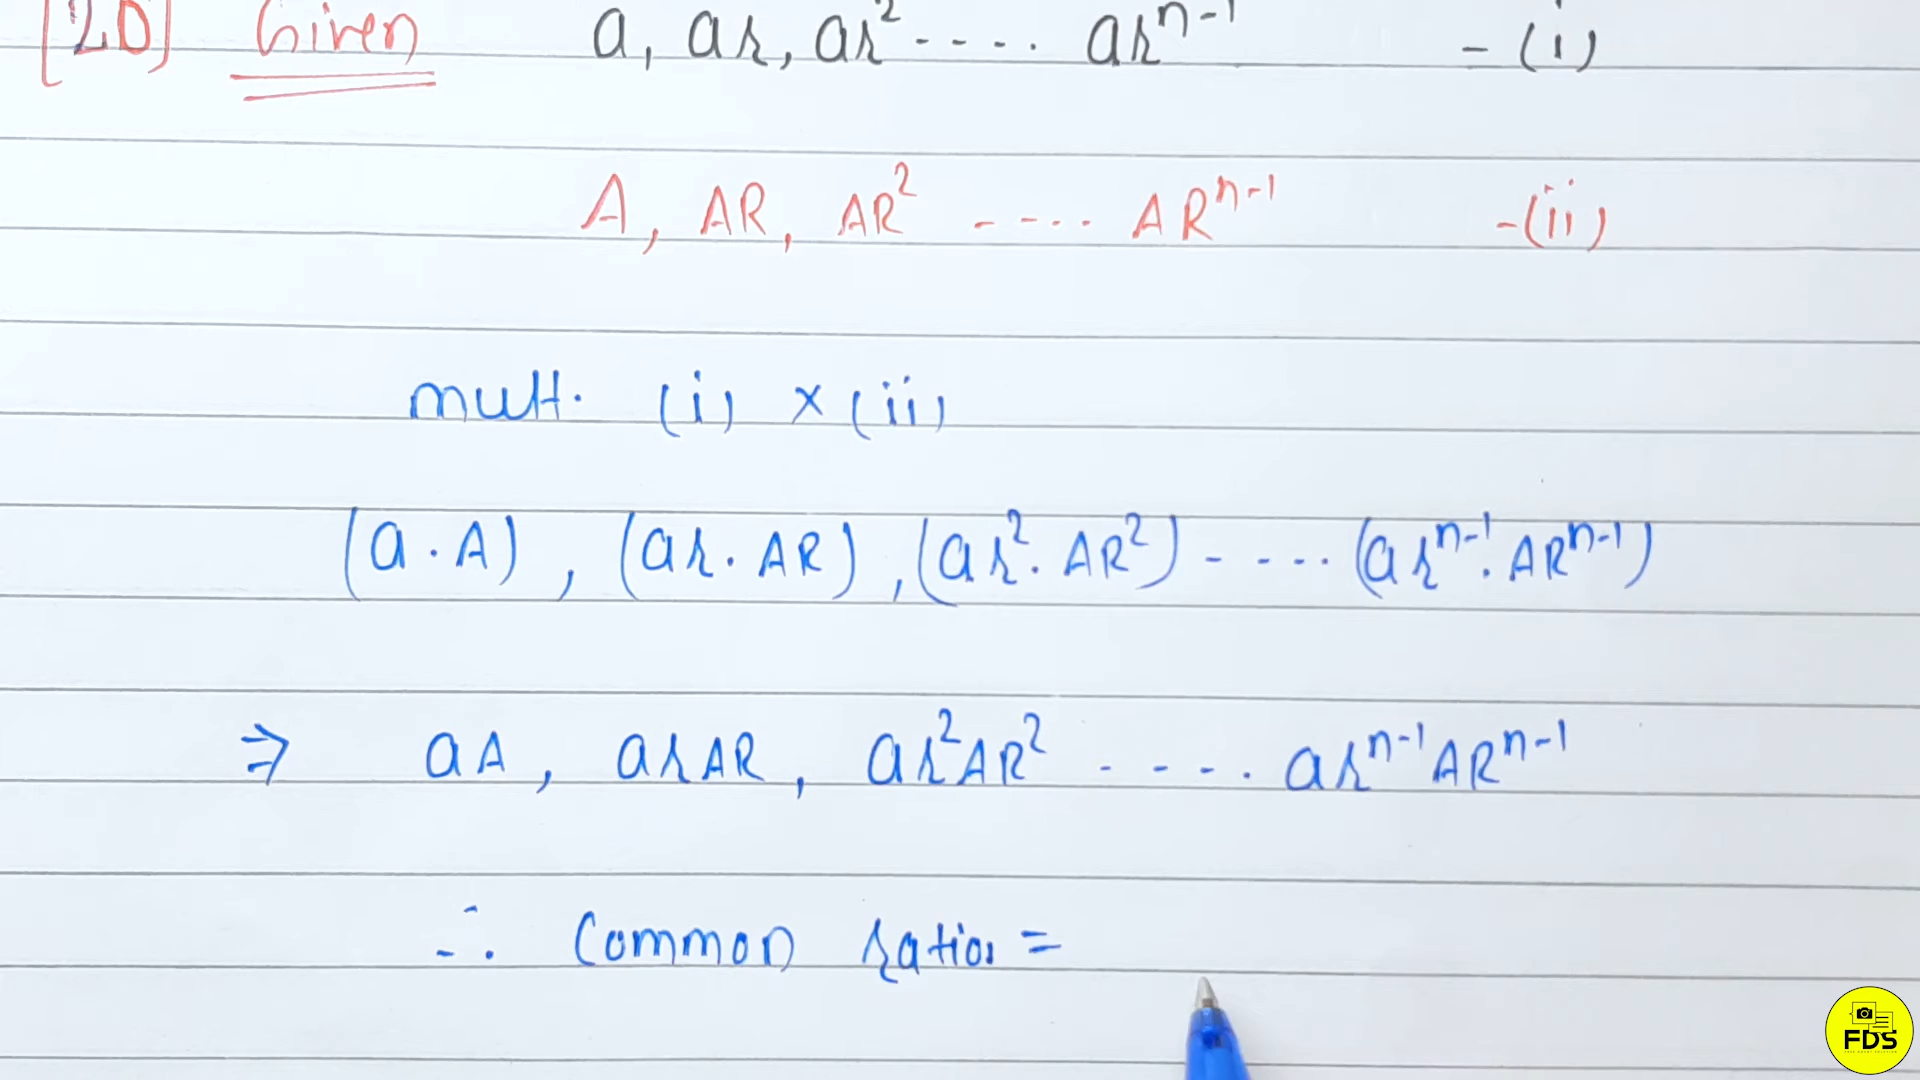 [20] Given a, ar, ar² ---- arⁿ⁻¹ -(i)
A, AR, AR² ---- ARⁿ⁻¹ -(ii)
mult. (i) × (ii)
(a·A), (ar·AR), (ar²·AR²) ---- (arⁿ⁻¹·ARⁿ⁻¹)
⇒ aA, arAR, ar²AR² ---- arⁿ⁻¹ARⁿ⁻¹
∴ Common ratios =
FDS